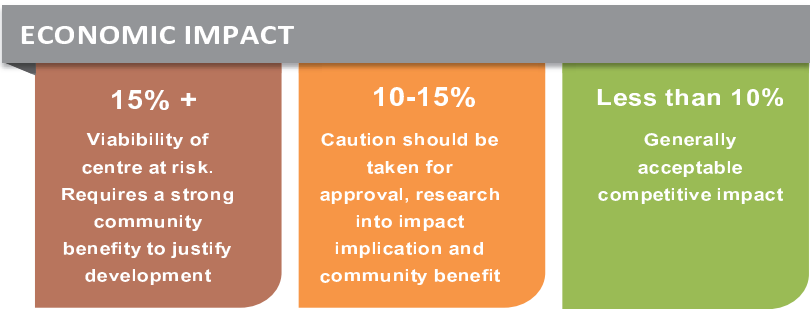 ECONOMIC IMPACT
15% +
Viabibility of
centre at risk.
Requires a strong
community
benefity to justify
development
10-15%
Caution should be
taken for
approval, research
into impact
implication and
community benefit
Less than 10%
Generally
acceptable
competitive impact